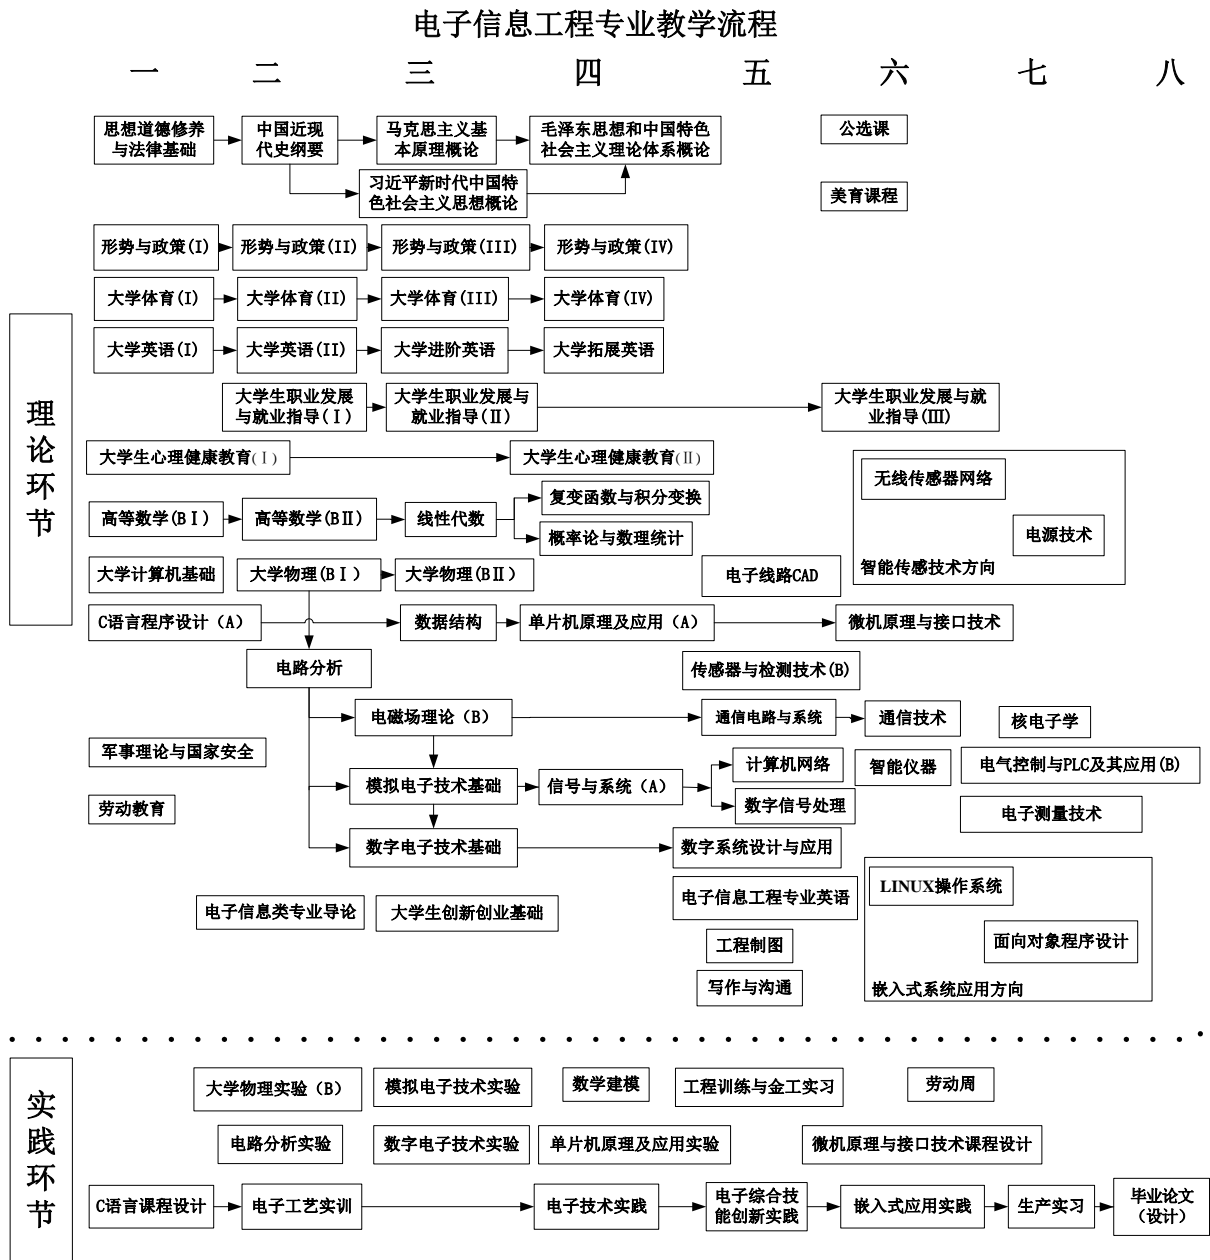 电子信息工程专业教学流程
一 二 三 四 五 六 七 八
理论环节
思想道德修养
与法律基础
中国近现
代史纲要
马克思主义基
本原理概论
毛泽东思想和中国特色
社会主义理论体系概论
公选课
习近平新时代中国特
色社会主义思想概论
美育课程
形势与政策(I)
形势与政策(II)
形势与政策(III)
形势与政策(IV)
大学体育(I)
大学体育(II)
大学体育(III)
大学体育(IV)
大学英语(I)
大学英语(II)
大学进阶英语
大学拓展英语
大学生职业发展
与就业指导(Ⅰ)
大学生职业发展与
就业指导(Ⅱ)
大学生职业发展与就
业指导(Ⅲ)
大学生心理健康教育(Ⅰ)
大学生心理健康教育(Ⅱ)
无线传感器网络
电源技术
智能传感技术方向
高等数学(BⅠ)
高等数学(BⅡ)
线性代数
复变函数与积分变换
概率论与数理统计
大学计算机基础
大学物理(BⅠ)
大学物理(BⅡ)
电子线路CAD
C语言程序设计（A）
数据结构
单片机原理及应用（A）
微机原理与接口技术
电路分析
传感器与检测技术(B)
电磁场理论（B）
通信电路与系统
通信技术
核电子学
军事理论与国家安全
模拟电子技术基础
信号与系统（A）
计算机网络
数字信号处理
智能仪器
电气控制与PLC及其应用(B)
劳动教育
电子测量技术
数字电子技术基础
数字系统设计与应用
电子信息类专业导论
大学生创新创业基础
电子信息工程专业英语
LINUX操作系统
面向对象程序设计
嵌入式系统应用方向
工程制图
写作与沟通
实践环节
大学物理实验（B）
模拟电子技术实验
数学建模
工程训练与金工实习
劳动周
电路分析实验
数字电子技术实验
单片机原理及应用实验
微机原理与接口技术课程设计
C语言课程设计
电子工艺实训
电子技术实践
电子综合技
能创新实践
嵌入式应用实践
生产实习
毕业论文
（设计）